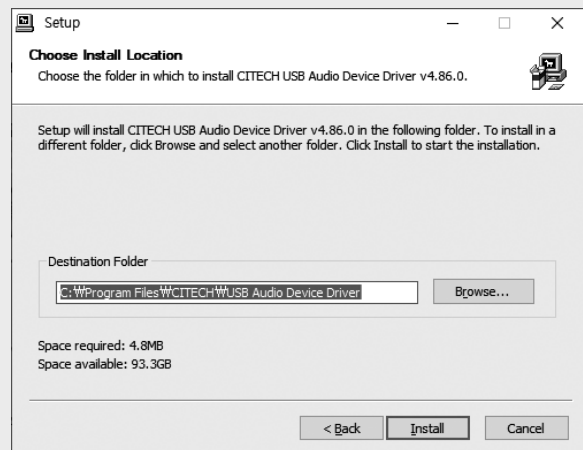 Setup
Choose Install Location
Choose the folder in which to install CITECH USB Audio Device Driver v4.86.0.
Setup will install CITECH USB Audio Device Driver v4.86.0 in the following folder. To install in a
different folder, click Browse and select another folder. Click Install to start the installation.
Destination Folder
C:₩Program Files₩CITECH₩USB Audio Device Driver
Browse...
Space required: 4.8MB
Space available: 93.3GB
< Back
Install
Cancel